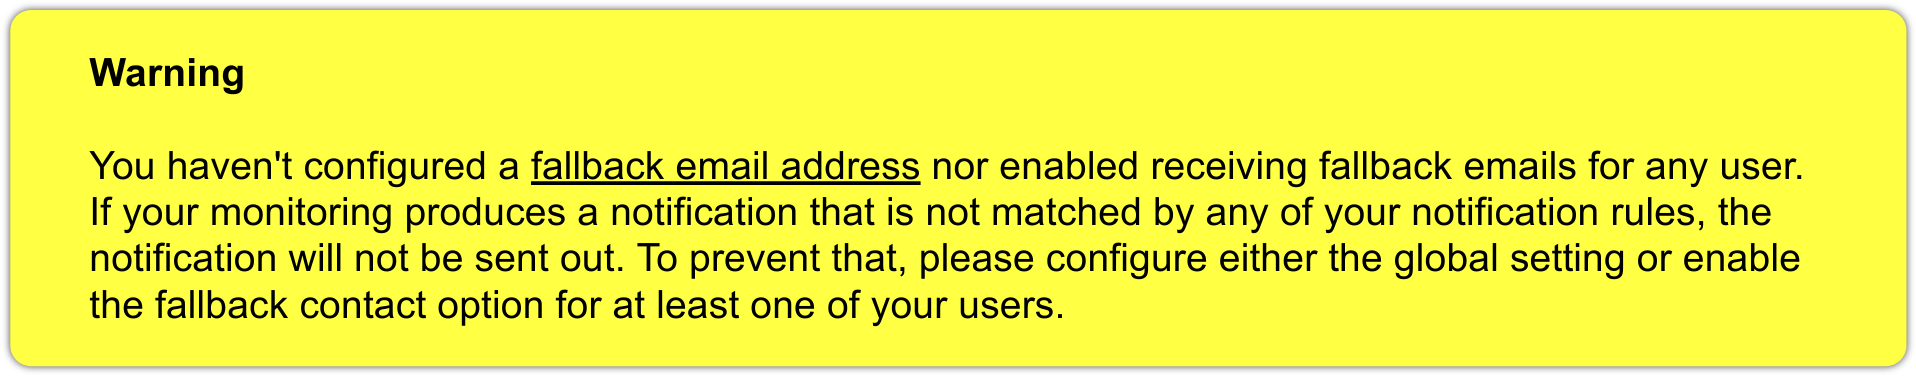 Warning
You haven't configured a fallback email address nor enabled receiving fallback emails for any user.
If your monitoring produces a notification that is not matched by any of your notification rules, the
notification will not be sent out. To prevent that, please configure either the global setting or enable
the fallback contact option for at least one of your users.